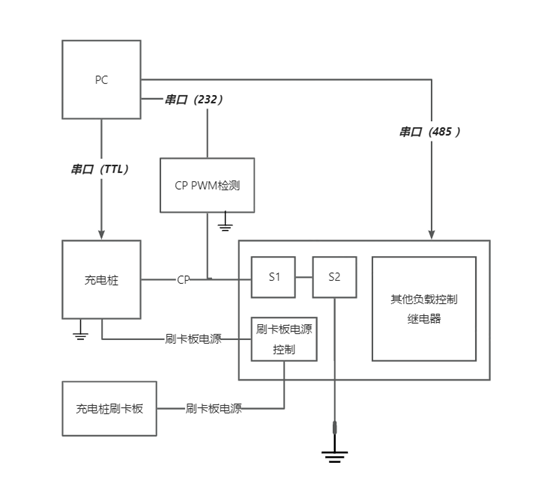 PC
串口（232）
串口（485 ）
串口（TTL）
CP PWM检测
充电桩
CP
S1
S2
其他负载控制
继电器
刷卡板电源
刷卡板电源
控制
充电桩刷卡板
刷卡板电源